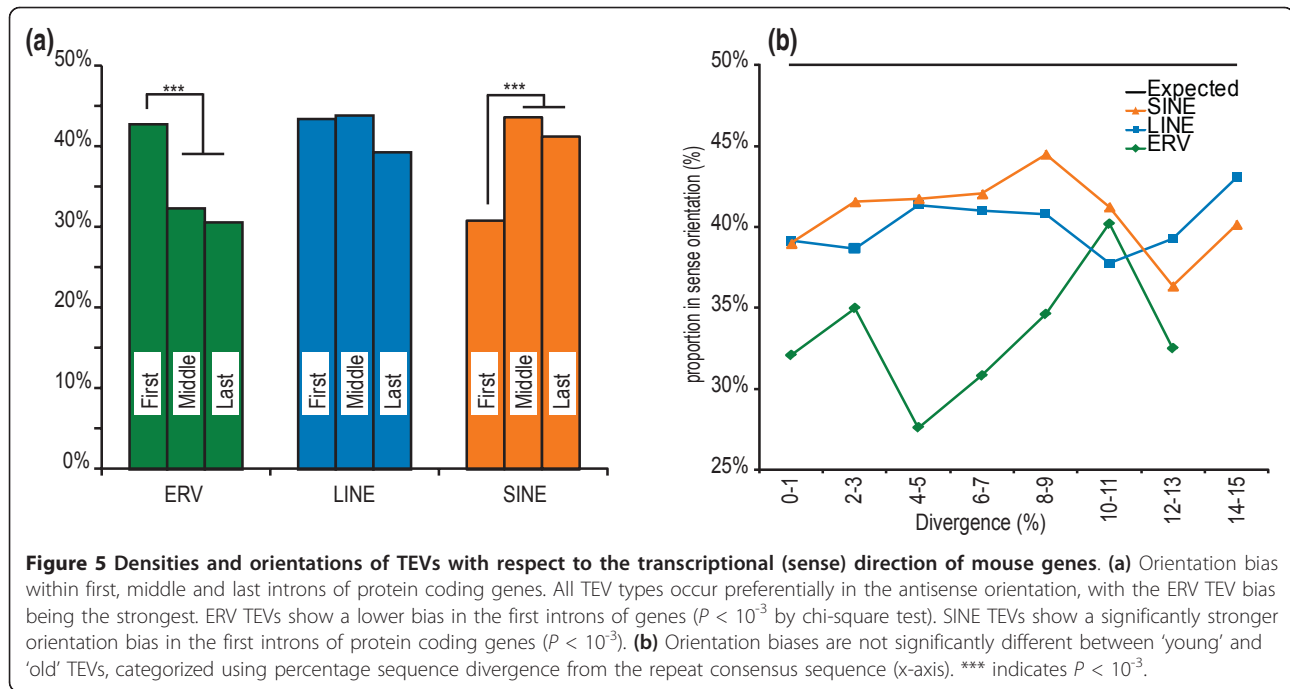 (a)
50%
40%
30%
20%
10%
0%
***
***
First
Middle
Last
First
Middle
Last
First
Middle
Last
ERV
LINE
SINE
(b)
proportion in sense orientation (%)
50%
45%
40%
35%
30%
25%
Expected
SINE
LINE
ERV
0-1
2-3
4-5
6-7
8-9
10-11
12-13
14-15
Divergence (%)
Figure 5 Densities and orientations of TEVs with respect to the transcriptional (sense) direction of mouse genes. (a) Orientation bias
within first, middle and last introns of protein coding genes. All TEV types occur preferentially in the antisense orientation, with the ERV TEV bias
being the strongest. ERV TEVs show a lower bias in the first introns of genes (P < 10⁻³ by chi-square test). SINE TEVs show a significantly stronger
orientation bias in the first introns of protein coding genes (P < 10⁻³). (b) Orientation biases are not significantly different between ‘young’ and
‘old’ TEVs, categorized using percentage sequence divergence from the repeat consensus sequence (x-axis). *** indicates P < 10⁻³.